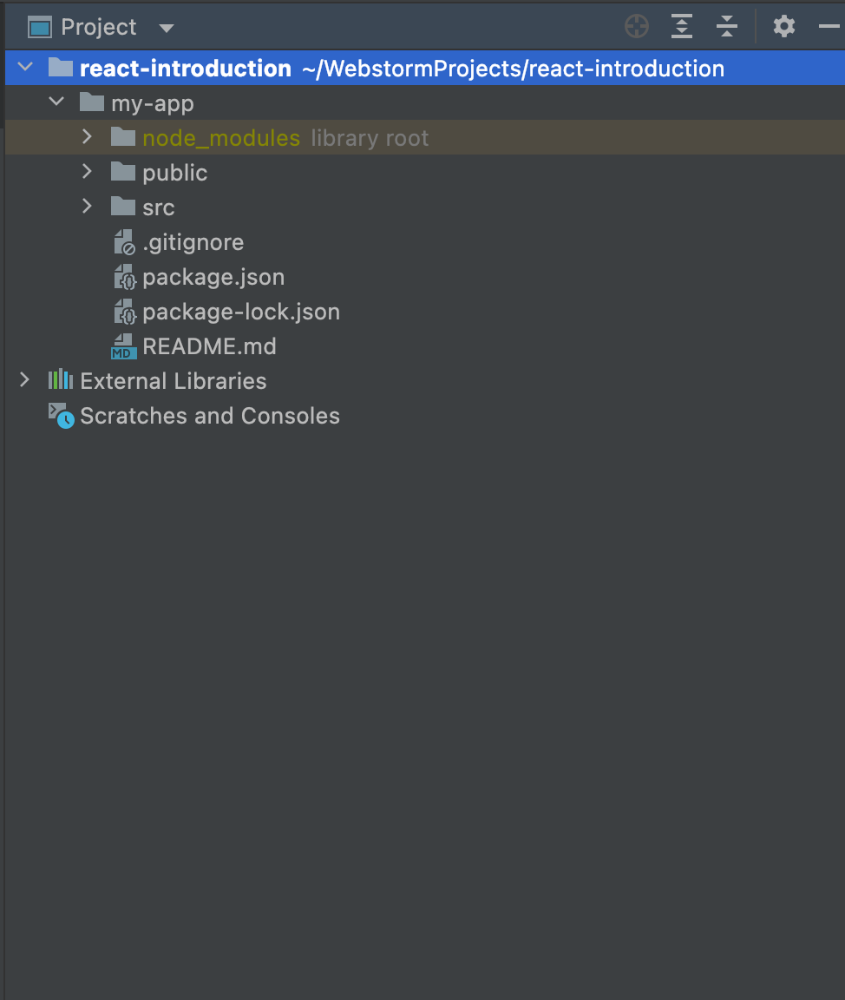 Project
react-introduction ~/WebstormProjects/react-introduction
my-app
node_modules library root
public
src
.gitignore
package.json
package-lock.json
MD README.md
External Libraries
Scratches and Consoles